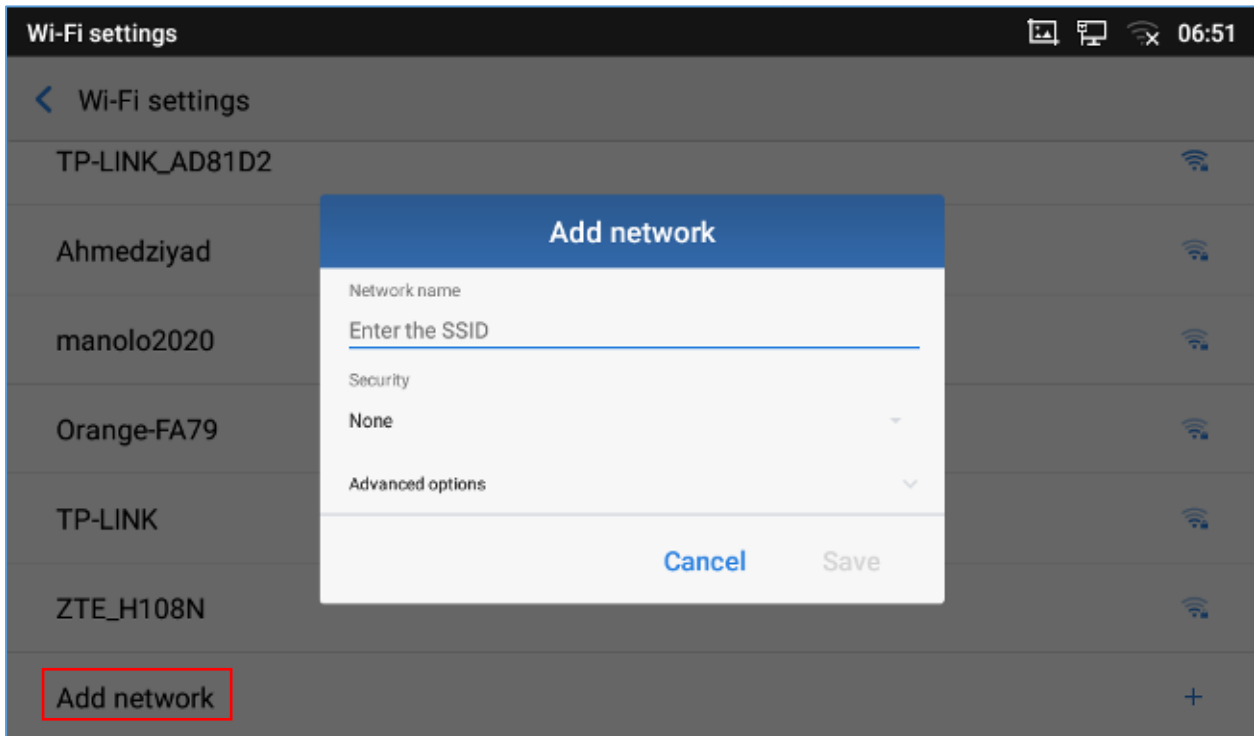 Wi-Fi settings 06:51
Wi-Fi settings
TP-LINK_AD81D2
Ahmedziyad
manolo2020
Orange-FA79
TP-LINK
ZTE_H108N
Add network
Add network
Network name
Enter the SSID
Security
None
Advanced options
Cancel Save